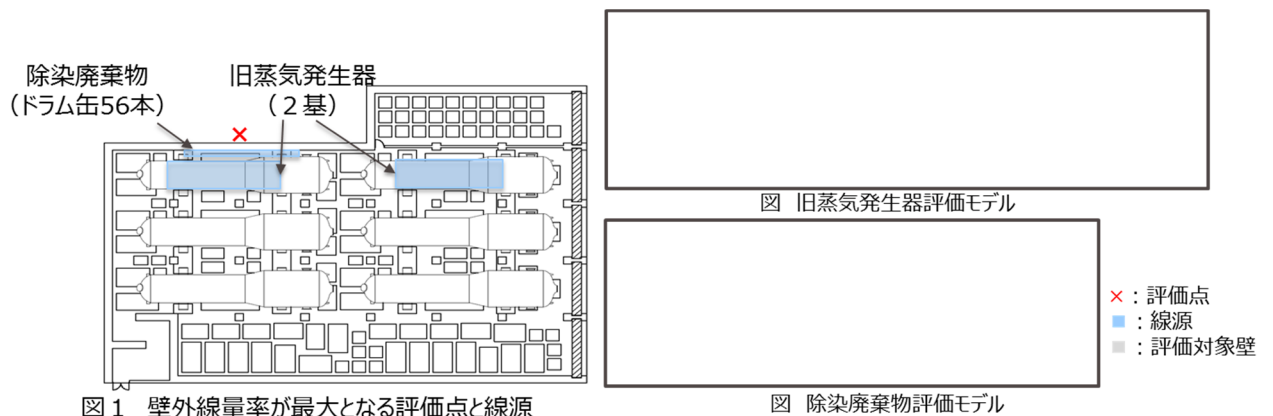 除染廃棄物
（ドラム缶56本）
旧蒸気発生器
（２基）
×
図１　壁外線量率が最大となる評価点と線源
図　旧蒸気発生器評価モデル
図　除染廃棄物評価モデル
×：評価点
：線源
：評価対象壁